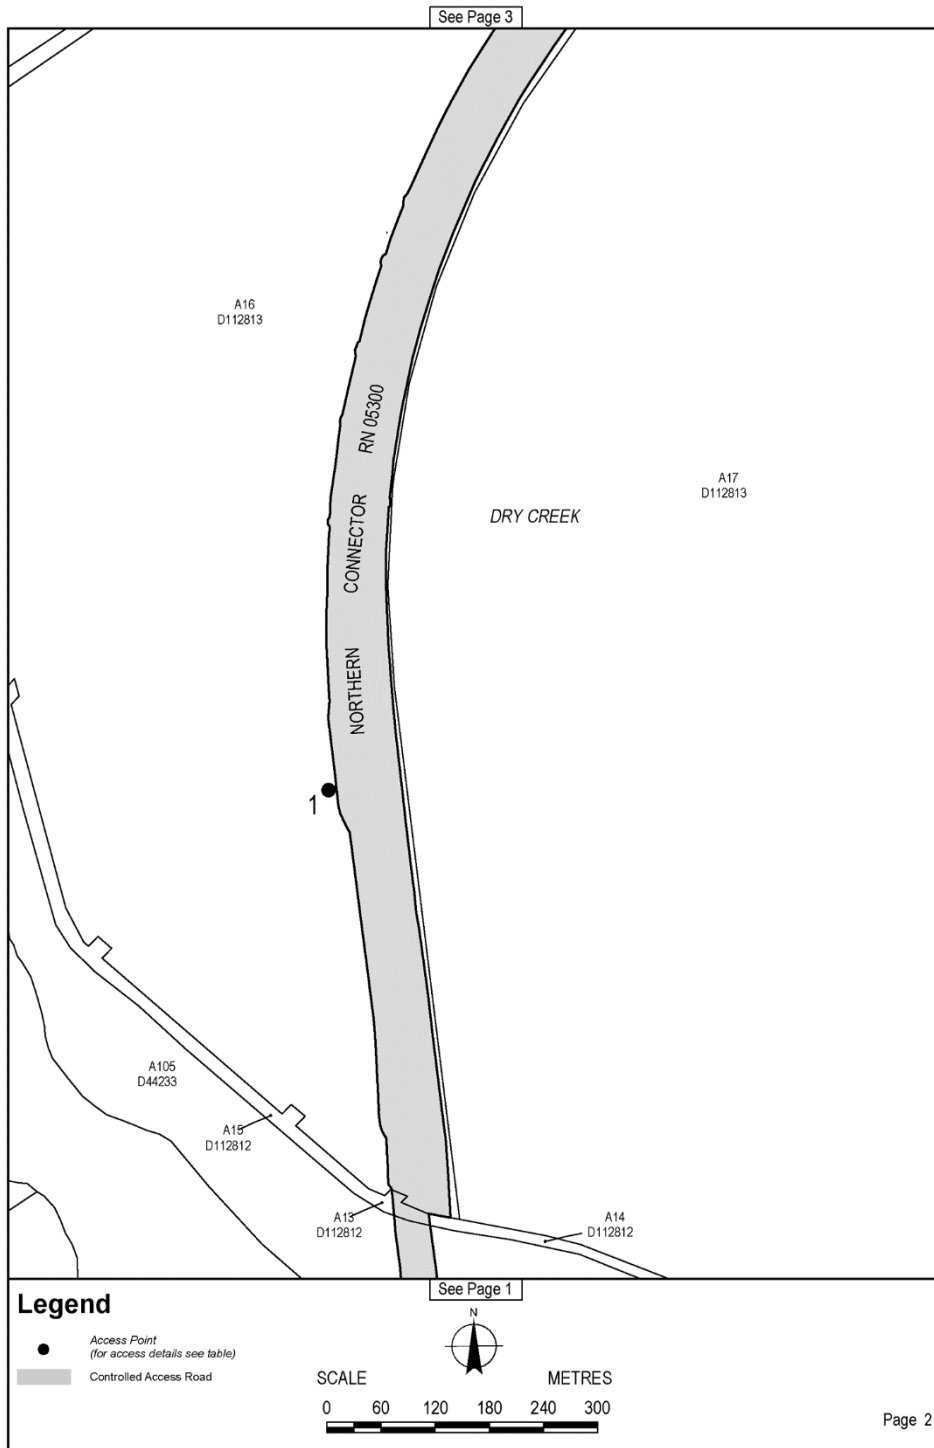 See Page 3
A16
D112813
RN 05300
A17
D112813
CONNECTOR
DRY CREEK
NORTHERN
1
A105
D44233
A15
D112812
A13
D112812
A14
D112812
See Page 1
Legend
Access Point
(for access details see table)
Controlled Access Road
N
SCALE METRES
0 60 120 180 240 300
Page 2